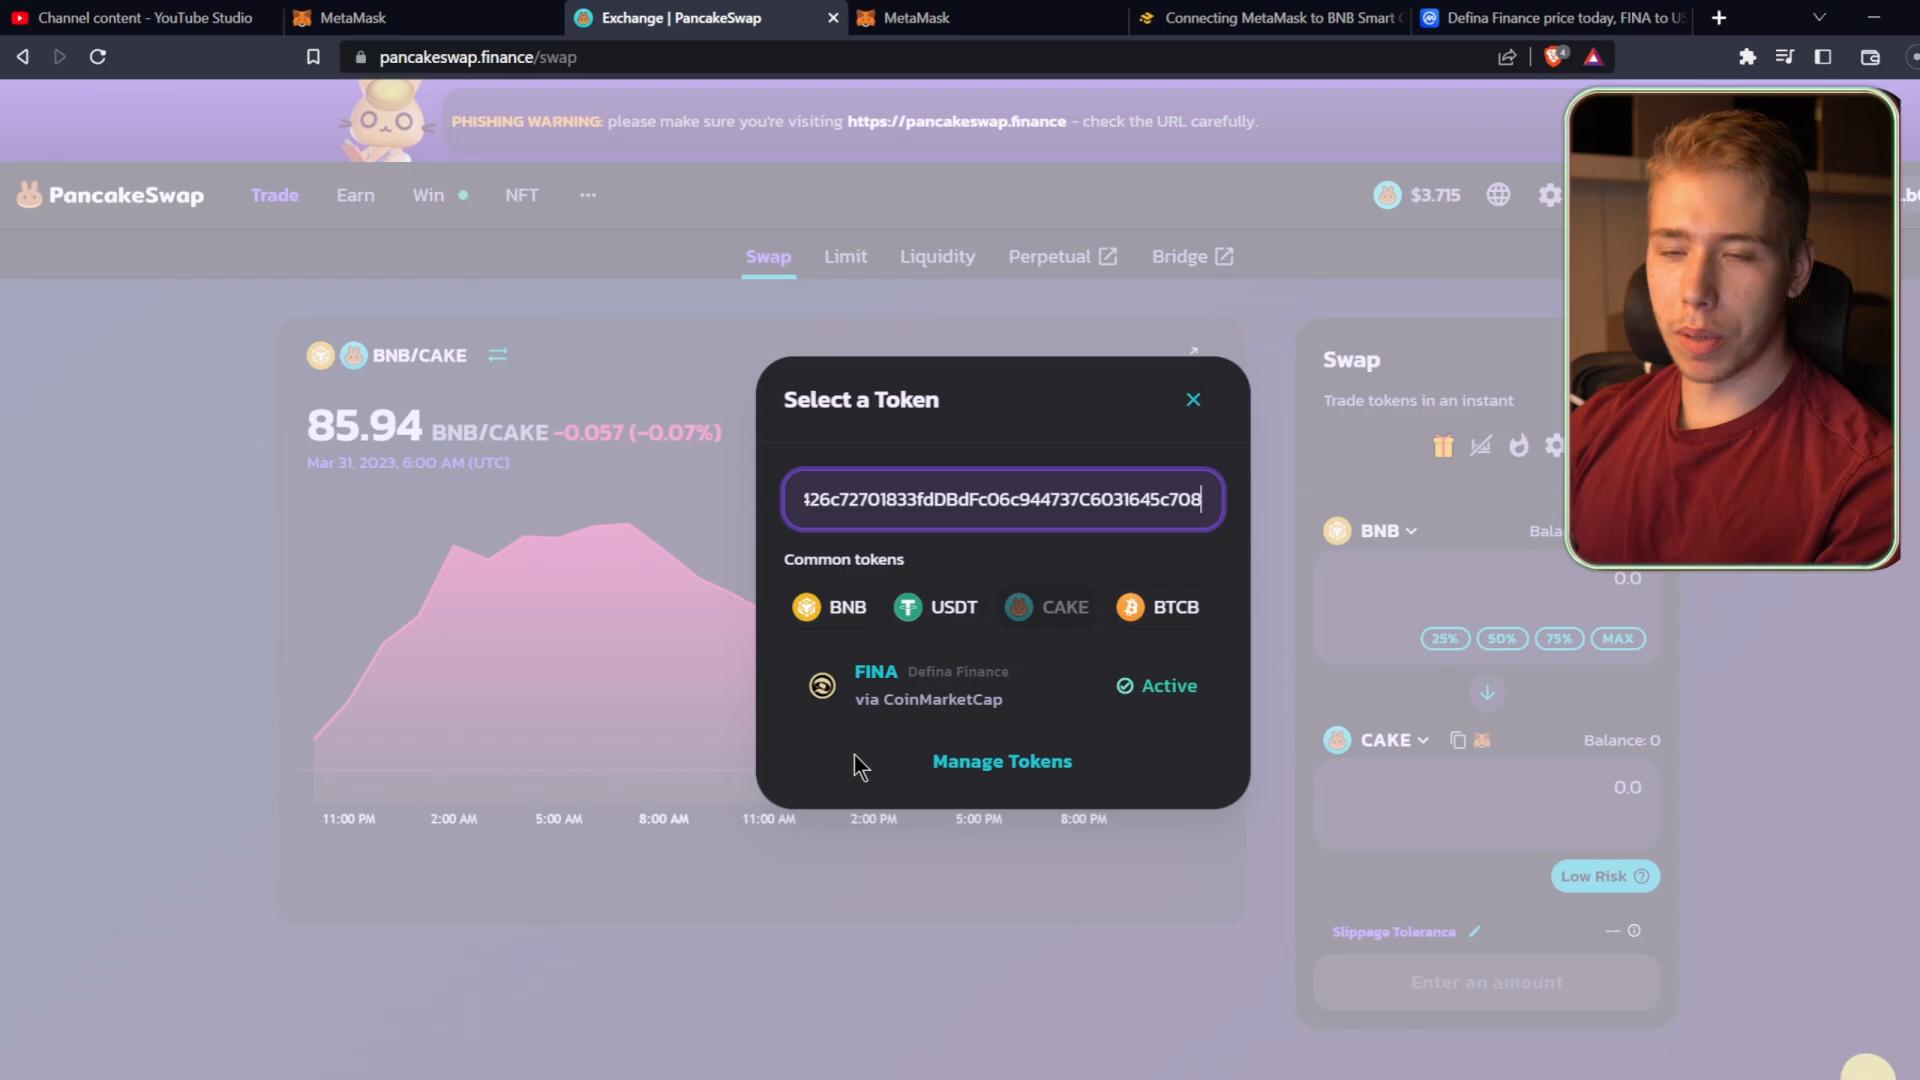 Channel content - YouTube Studio
MetaMask
Exchange | PancakeSwap
MetaMask
Connecting MetaMask to BNB Smart
Defina Finance price today, FINA to US
pancakeswap.finance/swap
4
PHISHING WARNING: please make sure you're visiting https://pancakeswap.finance - check the URL carefully.
PancakeSwap
Trade
Earn
Win
NFT
$3.715
Swap
Limit
Liquidity
Perpetual
Bridge
BNB/CAKE
85.94 BNB/CAKE -0.057 (-0.07%)
Mar 31, 2023, 6:00 AM (UTC)
11:00 PM
2:00 AM
5:00 AM
8:00 AM
11:00 AM
2:00 PM
5:00 PM
8:00 PM
Select a Token
426c72701833fdDBdFc06c944737C6031645c708
Common tokens
BNB
USDT
CAKE
BTCB
FINA Defina Finance
via CoinMarketCap
Active
Manage Tokens
Swap
Trade tokens in an instant
BNB
0.0
25%
50%
75%
MAX
CAKE
Balance: 0
0.0
Low Risk
Slippage Tolerance
--
Enter an amount